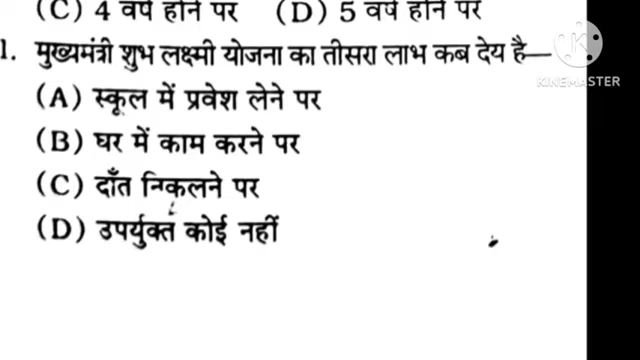 (C) 4 वर्ष होने पर (D) 5 वर्ष होने पर
1. मुख्यमंत्री शुभ लक्ष्मी योजना का तीसरा लाभ कब देय है—
(A) स्कूल में प्रवेश लेने पर
(B) घर में काम करने पर
(C) दाँत निकलने पर
(D) उपर्युक्त कोई नहीं
KINEMASTER